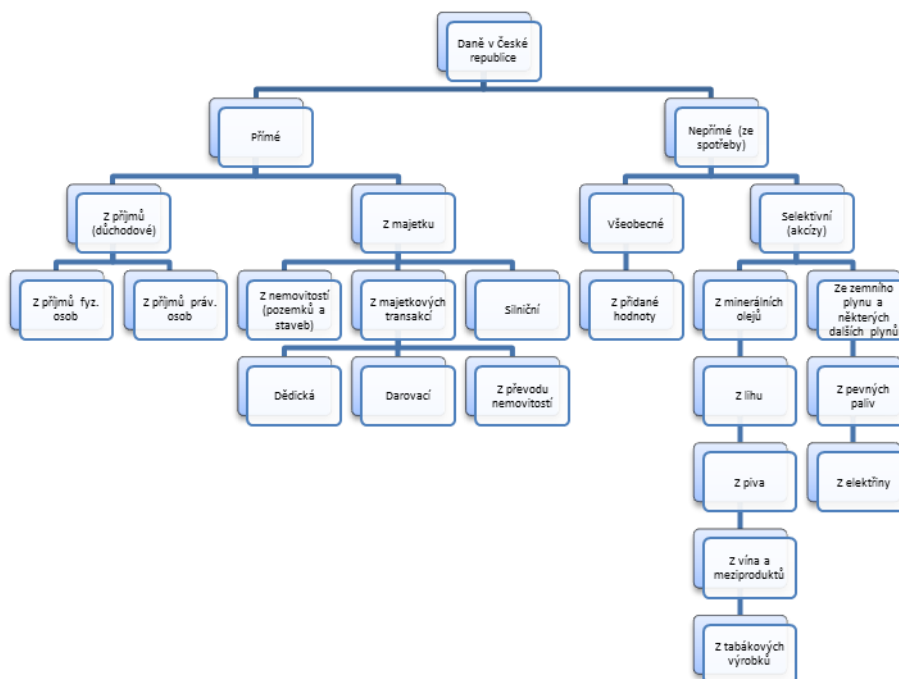 Daně v České
republice
Přímé
Nepřímé (ze
spotřeby)
Z příjmů
(důchodové)
Z majetku
Všeobecné
Selektivní
(akcízy)
Z příjmů fyz.
osob
Z příjmů práv.
osob
Z nemovitostí
(pozemků a
staveb)
Z majetkových
transakcí
Silniční
Z přidané
hodnoty
Z minerálních
olejů
Ze zemního
plynu a
některých
dalších plynů
Dědická
Darovací
Z převodu
nemovitostí
Z lihu
Z pevných
paliv
Z piva
Z elektřiny
Z vína a
meziproduktů
Z tabákových
výrobků